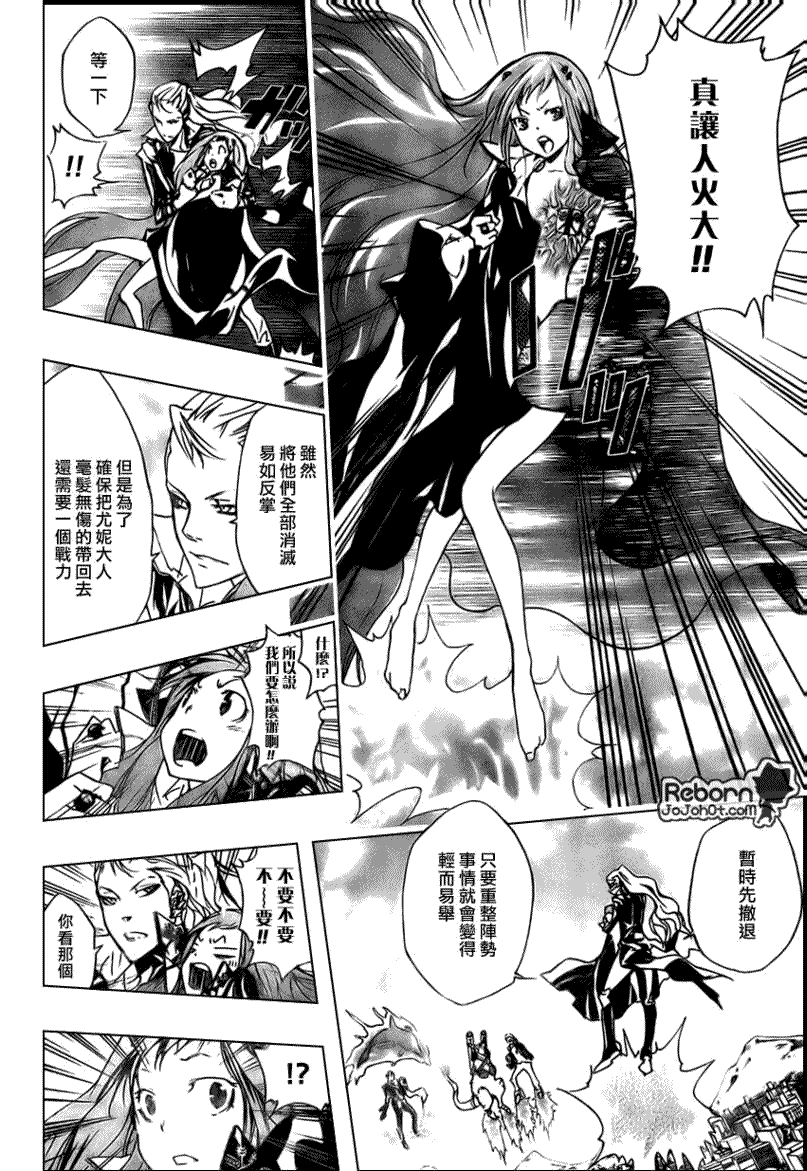 真讓人火大!!
等一下
!!
ガッ
雖然
將他們全部消滅
易如反掌
但是為了
確保把尤妮大人
毫髮無傷的帶回去
還需要一個戰力
什麼!?
所以說
我們要怎麼辦啊!!
Reborn
JoJoHOt.com
暫時先撤退
只要重整陣勢
事情就會變得
輕而易舉
不要不要
不~要!!
你看那個
!?